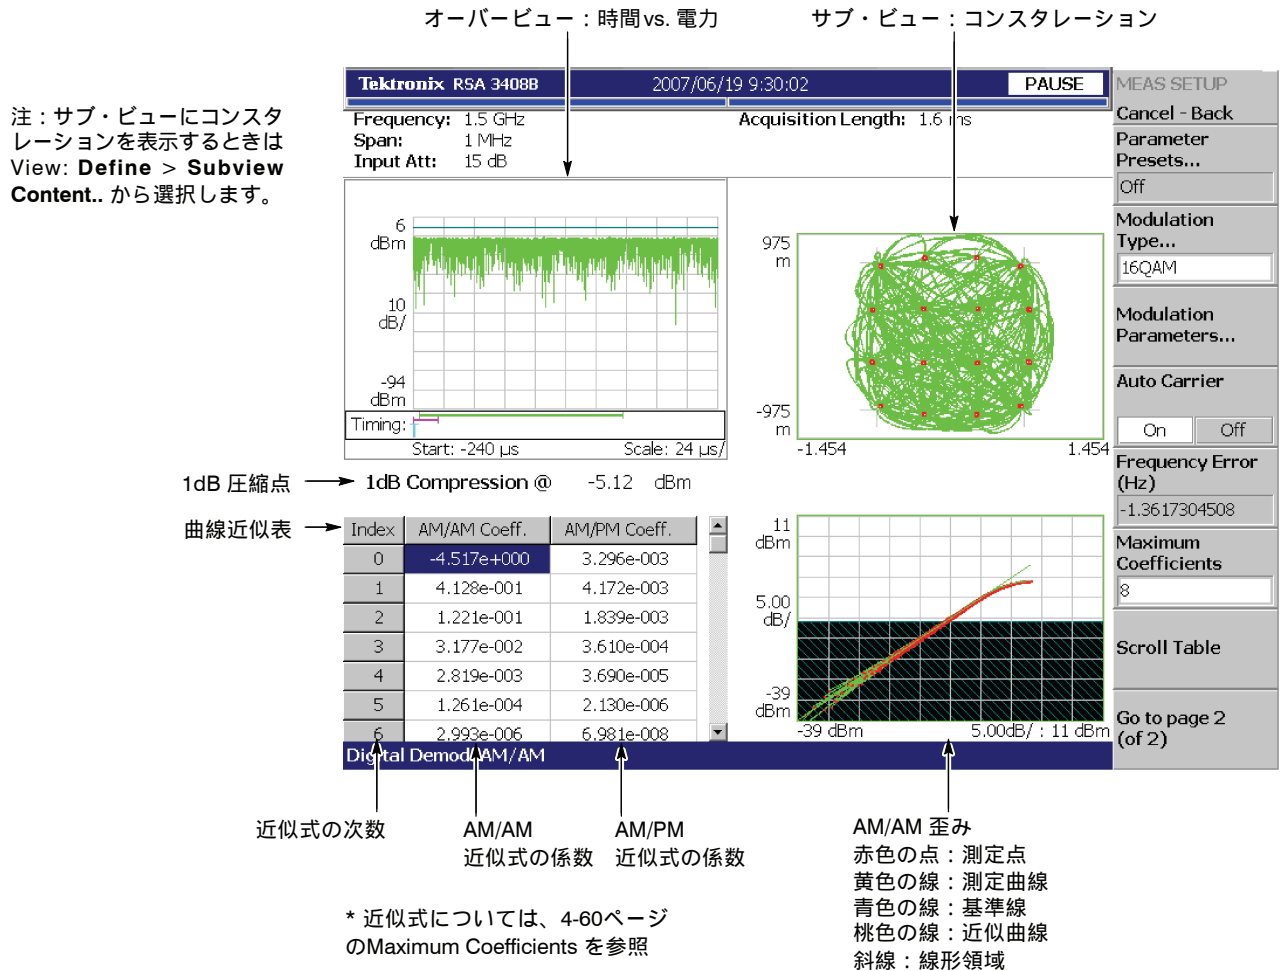 オーバービュー：時間 vs. 電力
サブ・ビュー：コンスタレーション
注：サブ・ビューにコンスタ
レーションを表示するときは
View: Define > Subview
Content.. から選択します。
Tektronix RSA 3408B 2007/06/19 9:30:02 PAUSE
Frequency: 1.5 GHz Acquisition Length: 1.6 ms
Span: 1 MHz
Input Att: 15 dB
6
dBm
10
dB/
-94
dBm
Timing:
Start: -240 µs Scale: 24 µs/
975
m
-975
m
-1.454 1.454
1dB 圧縮点
1dB Compression @ -5.12 dBm
曲線近似表
Index AM/AM Coeff. AM/PM Coeff.
0 -4.517e+000 3.296e-003
1 4.128e-001 4.172e-003
2 1.221e-001 1.839e-003
3 3.177e-002 3.610e-004
4 2.819e-003 3.690e-005
5 1.261e-004 2.130e-006
6 2.993e-006 6.981e-008
11
dBm
5.00
dB/
-39
dBm
-39 dBm 5.00dB/ : 11 dBm
Digital Demod: AM/AM
MEAS SETUP
Cancel - Back
Parameter
Presets...
Off
Modulation
Type...
16QAM
Modulation
Parameters...
Auto Carrier
On Off
Frequency Error
(Hz)
-1.3617304508
Maximum
Coefficients
8
Scroll Table
Go to page 2
(of 2)
近似式の次数
AM/AM
近似式の係数
AM/PM
近似式の係数
* 近似式については、4-60ページ
のMaximum Coefficients を参照
AM/AM 歪み
赤色の点：測定点
黄色の線：測定曲線
青色の線：基準線
桃色の線：近似曲線
斜線：線形領域